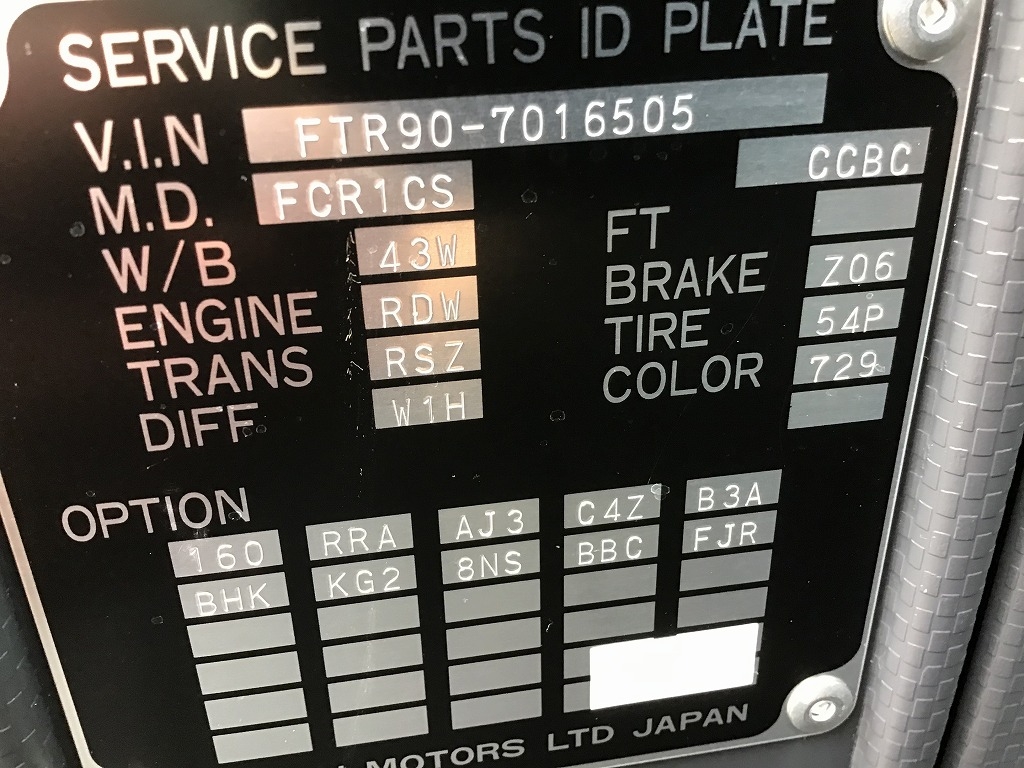 SERVICE PARTS ID PLATE
V.I.N FTR90-7016505
M.D. FCR1CS CCBC
W/B 43W FT
ENGINE RDW BRAKE Z06
TRANS RSZ TIRE 54P
DIFF W1H COLOR 729
OPTION
160 RRA AJ3 C4Z B3A
BHK KG2 8NS BBC FJR
MOTORS LTD JAPAN